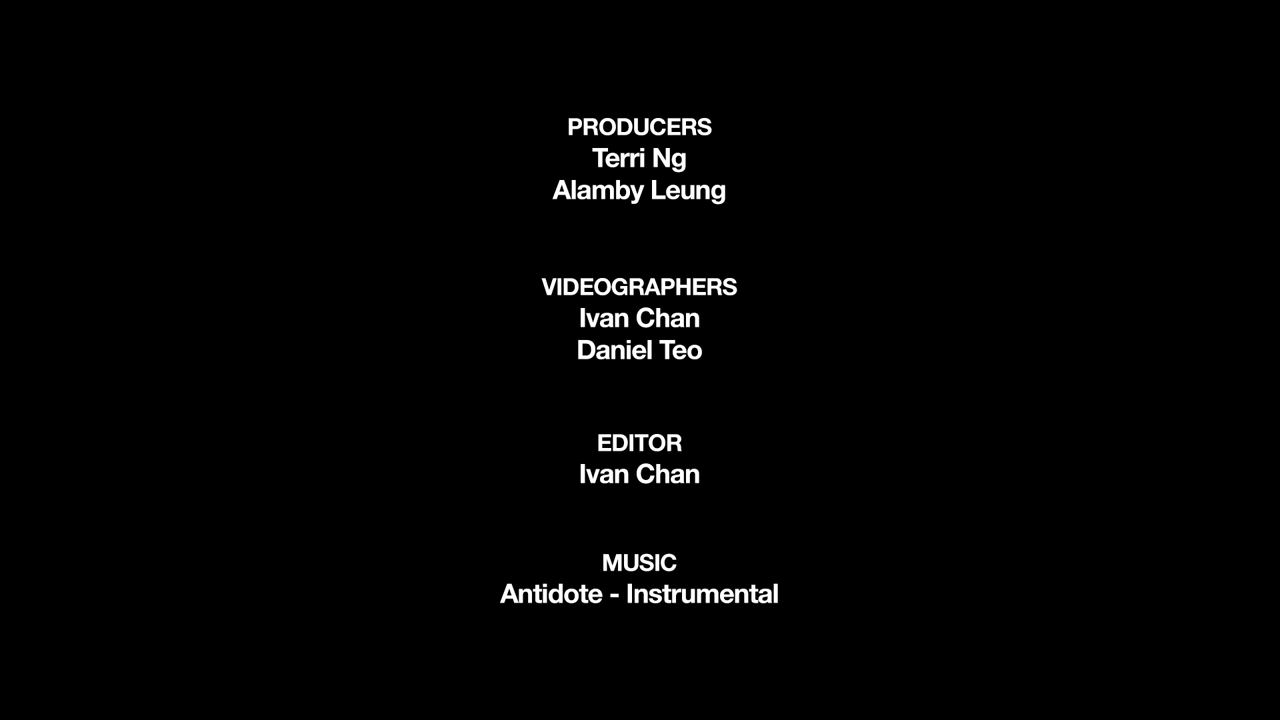 PRODUCERS
Terri Ng
Alamby Leung
VIDEOGRAPHERS
Ivan Chan
Daniel Teo
EDITOR
Ivan Chan
MUSIC
Antidote - Instrumental